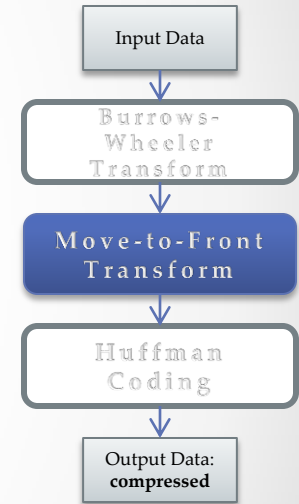 Input Data
Burrows-
Wheeler
Transform
Move-to-Front
Transform
Huffman
Coding
Output Data:
compressed